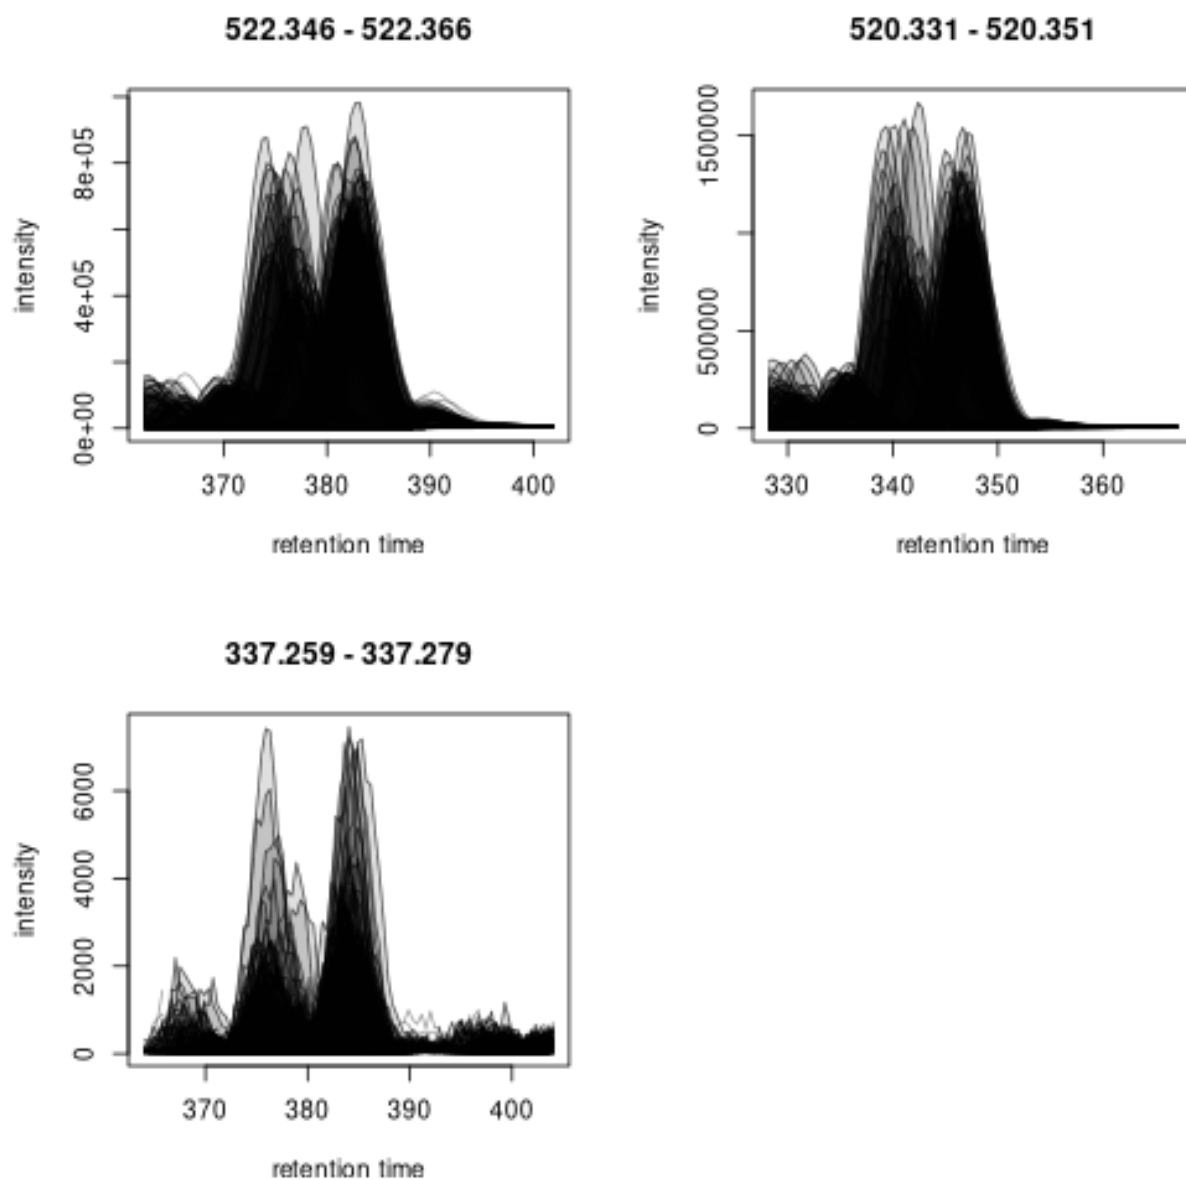 522.346 - 522.366
intensity
0e+00 4e+05 8e+05
370 380 390 400
retention time
520.331 - 520.351
intensity
0 500000 1500000
330 340 350 360
retention time
337.259 - 337.279
intensity
0 2000 4000 6000
370 380 390 400
retention time